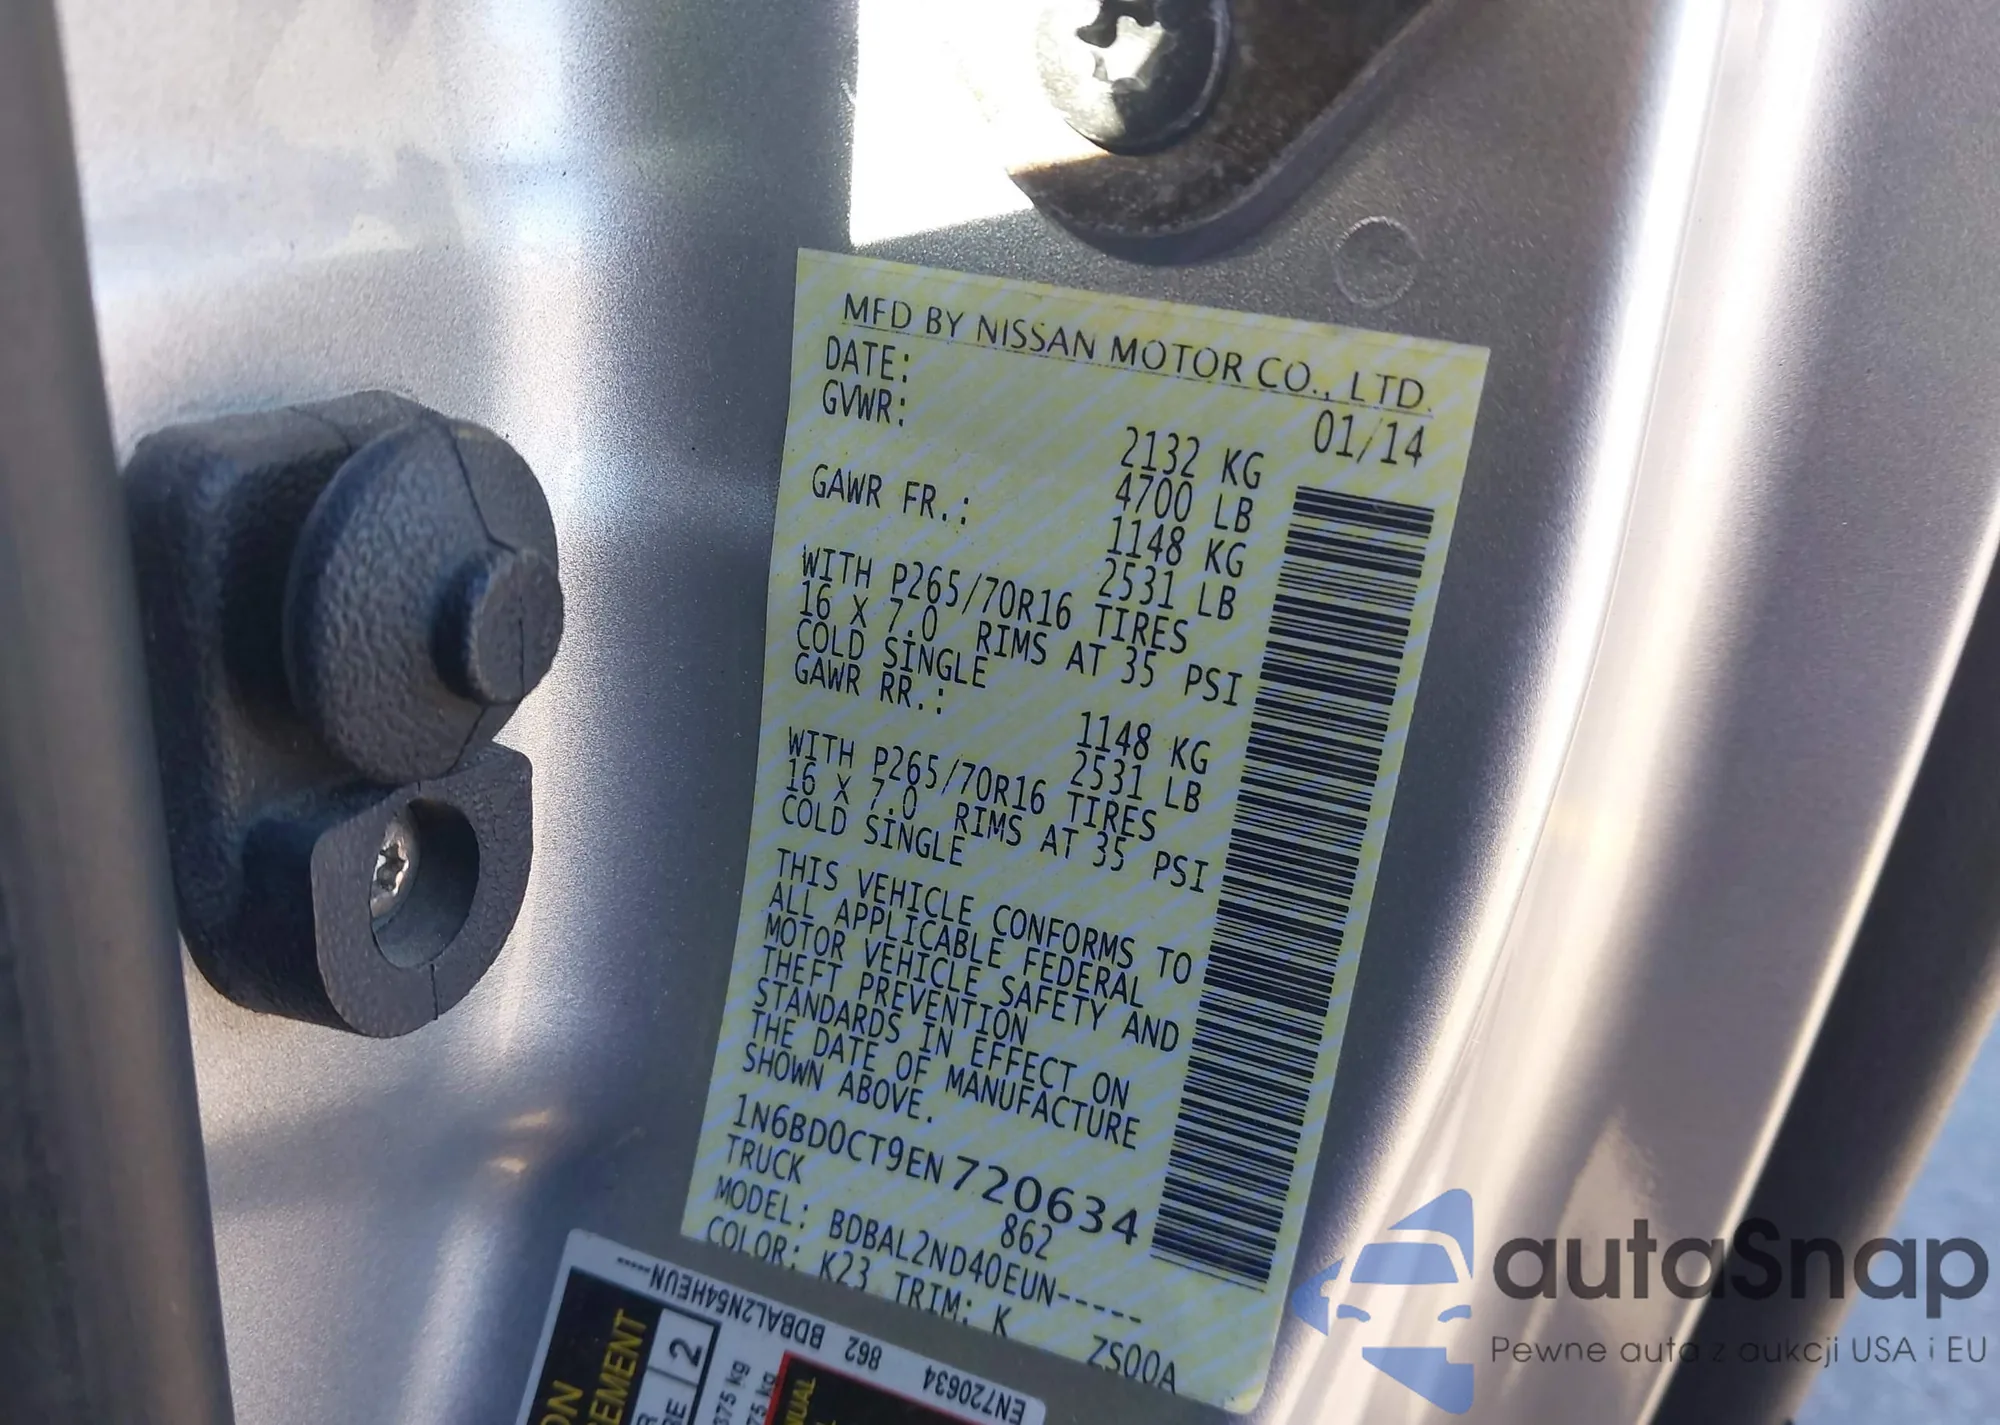 MFD BY NISSAN MOTOR CO., LTD.
DATE: 01/14
GVWR: 2132 KG
4700 LB
GAWR FR.: 1148 KG
2531 LB
WITH P265/70R16 TIRES
16 X 7.0 RIMS AT 35 PSI
COLD SINGLE
GAWR RR.: 1148 KG
2531 LB
WITH P265/70R16 TIRES
16 X 7.0 RIMS AT 35 PSI
COLD SINGLE
THIS VEHICLE CONFORMS TO
ALL APPLICABLE FEDERAL
MOTOR VEHICLE SAFETY AND
THEFT PREVENTION
STANDARDS IN EFFECT ON
THE DATE OF MANUFACTURE
SHOWN ABOVE.
1N6BD0CT9EN720634
TRUCK 862
MODEL: BDBAL2ND40EUN-----
COLOR: K23 TRIM: K ZS00A
EN720634 862 BDBAL2N54HEUN-----
2
autaSnap
Pewne auta z aukcji USA i EU